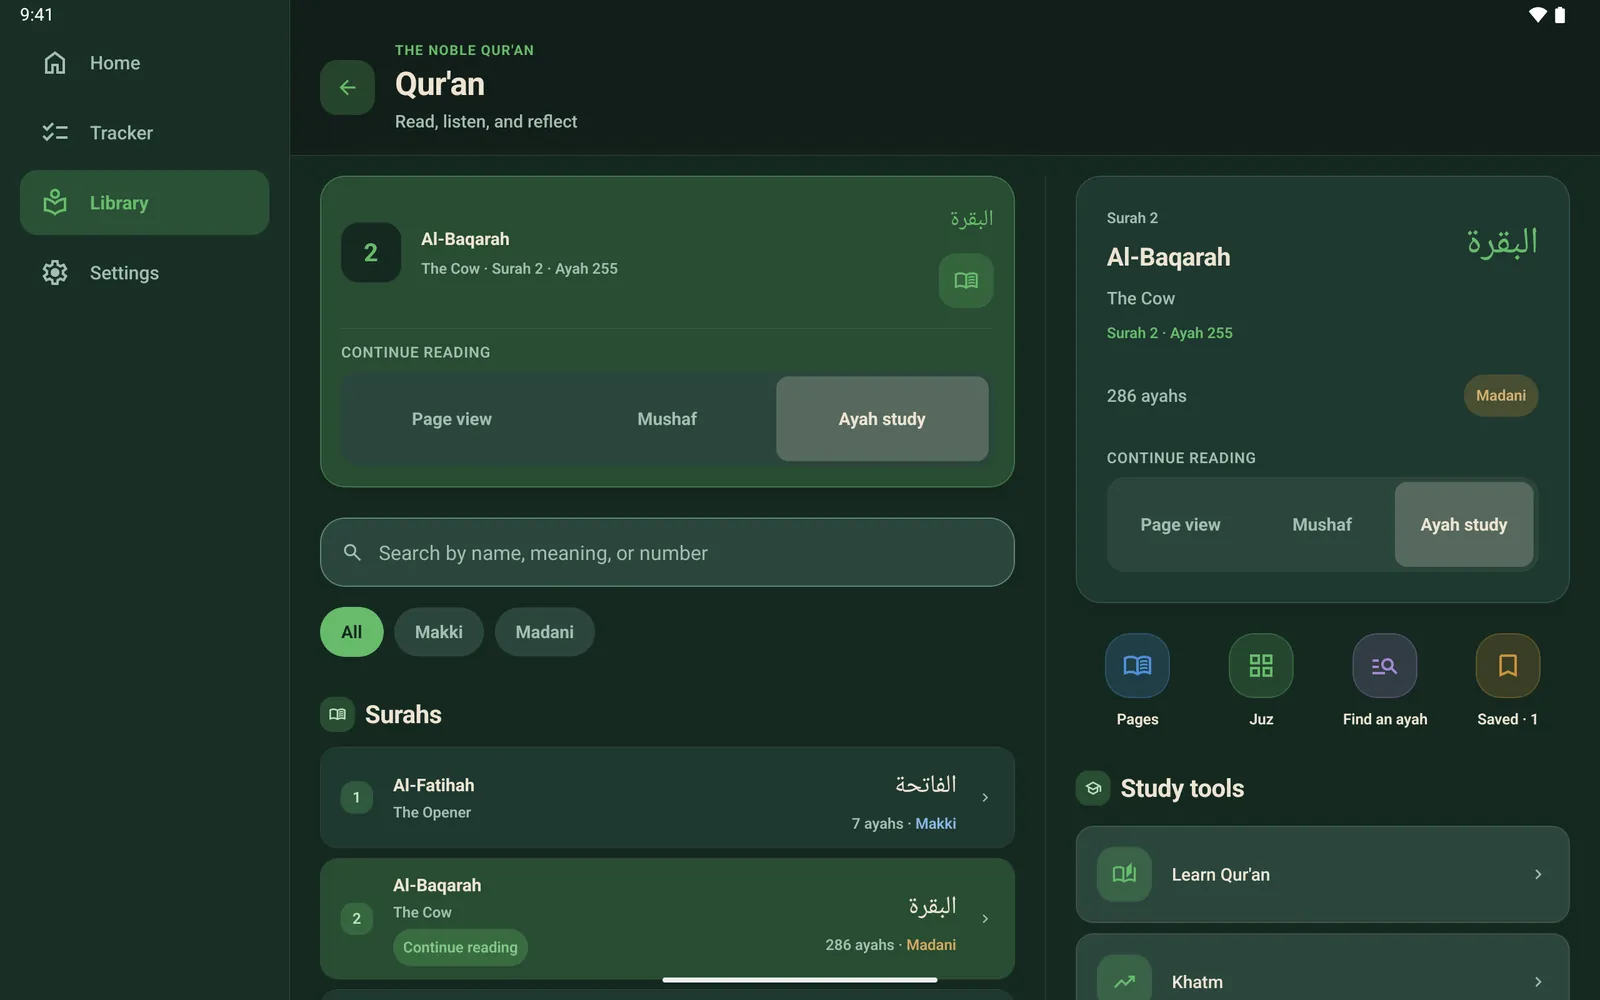 9:41
Home
Tracker
Library
Settings
THE NOBLE QUR'AN
Qur'an
Read, listen, and reflect
2
Al-Baqarah
The Cow · Surah 2 · Ayah 255
البقرة
CONTINUE READING
Page view
Mushaf
Ayah study
Search by name, meaning, or number
All
Makki
Madani
Surahs
1
Al-Fatihah
The Opener
الفاتحة
7 ayahs · Makki
2
Al-Baqarah
The Cow
Continue reading
البقرة
286 ayahs · Madani
Surah 2
Al-Baqarah
البقرة
The Cow
Surah 2 · Ayah 255
286 ayahs
Madani
CONTINUE READING
Page view
Mushaf
Ayah study
Pages
Juz
Find an ayah
Saved · 1
Study tools
Learn Qur'an
Khatm